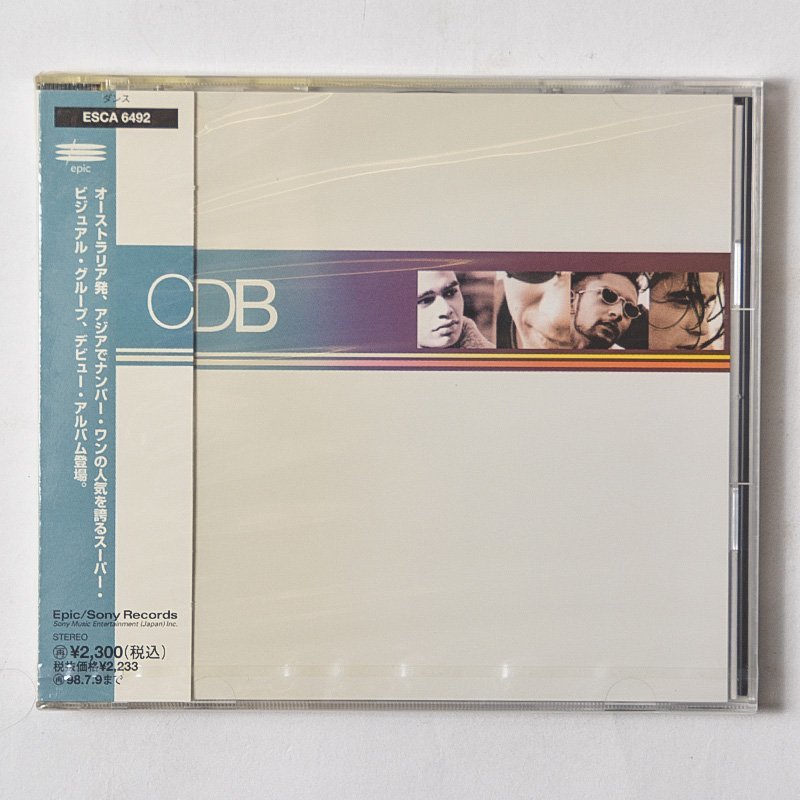 ダンス
ESCA 6492
epic
オーストラリア発、アジアでナンバー・ワンの人気を誇るスーパー・
ビジュアル・グループ、デビュー・アルバム登場。
CDB
Epic/Sony Records
Sony Music Entertainment (Japan) Inc.
STEREO
再¥2,300(税込)
税抜価格¥2,233
再98.7.9まで